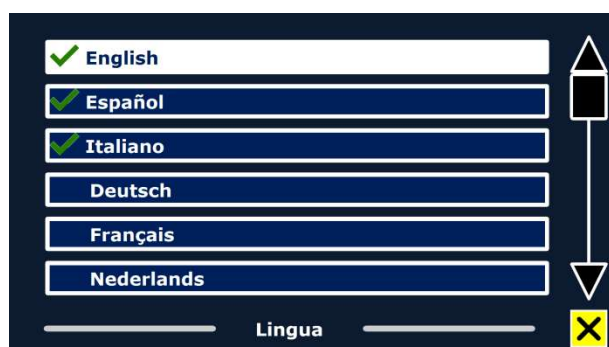 English
Español
Italiano
Deutsch
Français
Nederlands
Lingua